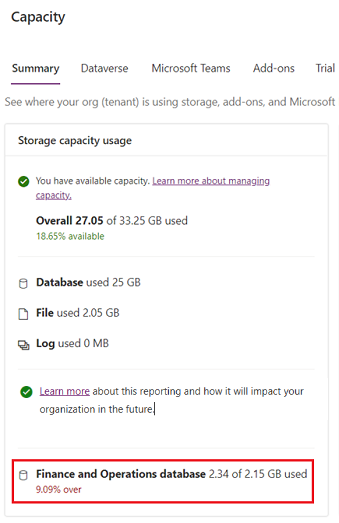 Capacity
Summary Dataverse Microsoft Teams Add-ons Trial
See where your org (tenant) is using storage, add-ons, and Microsoft
Storage capacity usage
You have available capacity. Learn more about managing
capacity.
Overall 27.05 of 33.25 GB used
18.65% available
Database used 25 GB
File used 2.05 GB
Log used 0 MB
Learn more about this reporting and how it will impact your
organization in the future.
Finance and Operations database 2.34 of 2.15 GB used
9.09% over